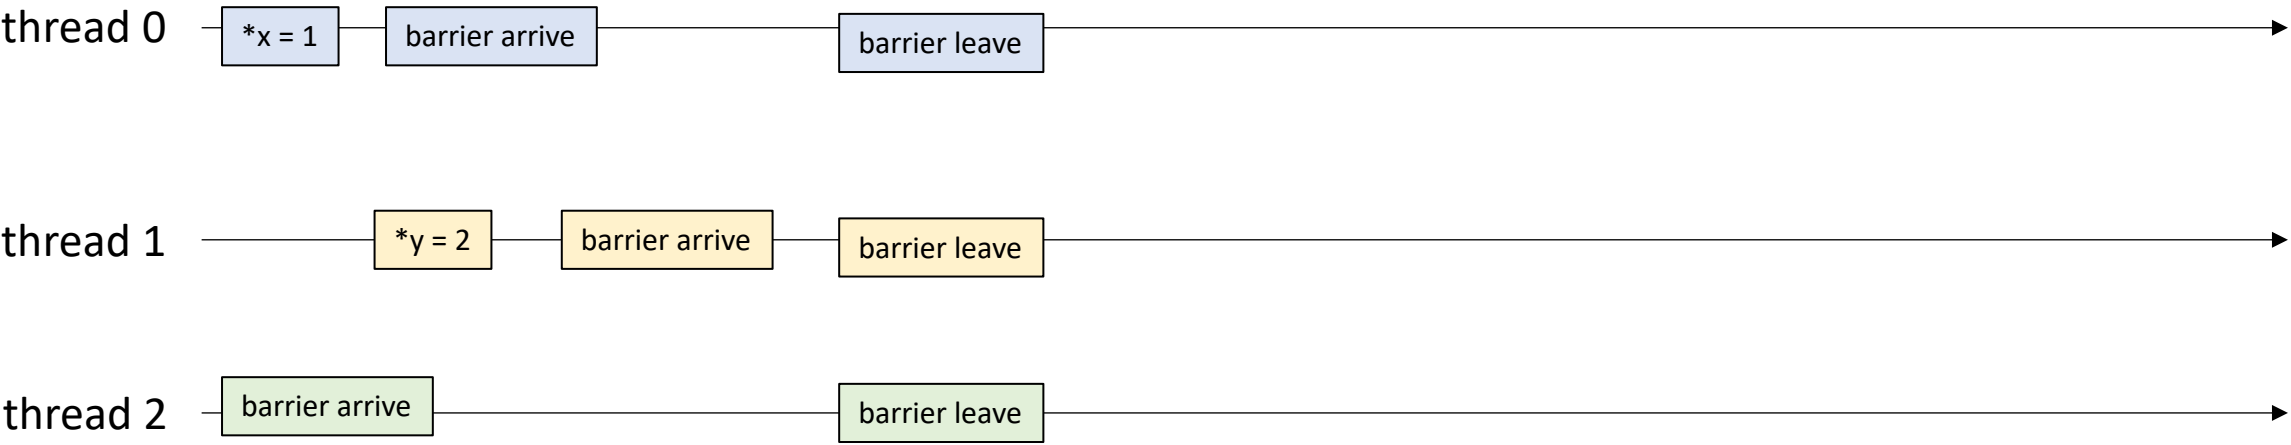 thread 0
*x = 1
barrier arrive
barrier leave
thread 1
*y = 2
barrier arrive
barrier leave
thread 2
barrier arrive
barrier leave